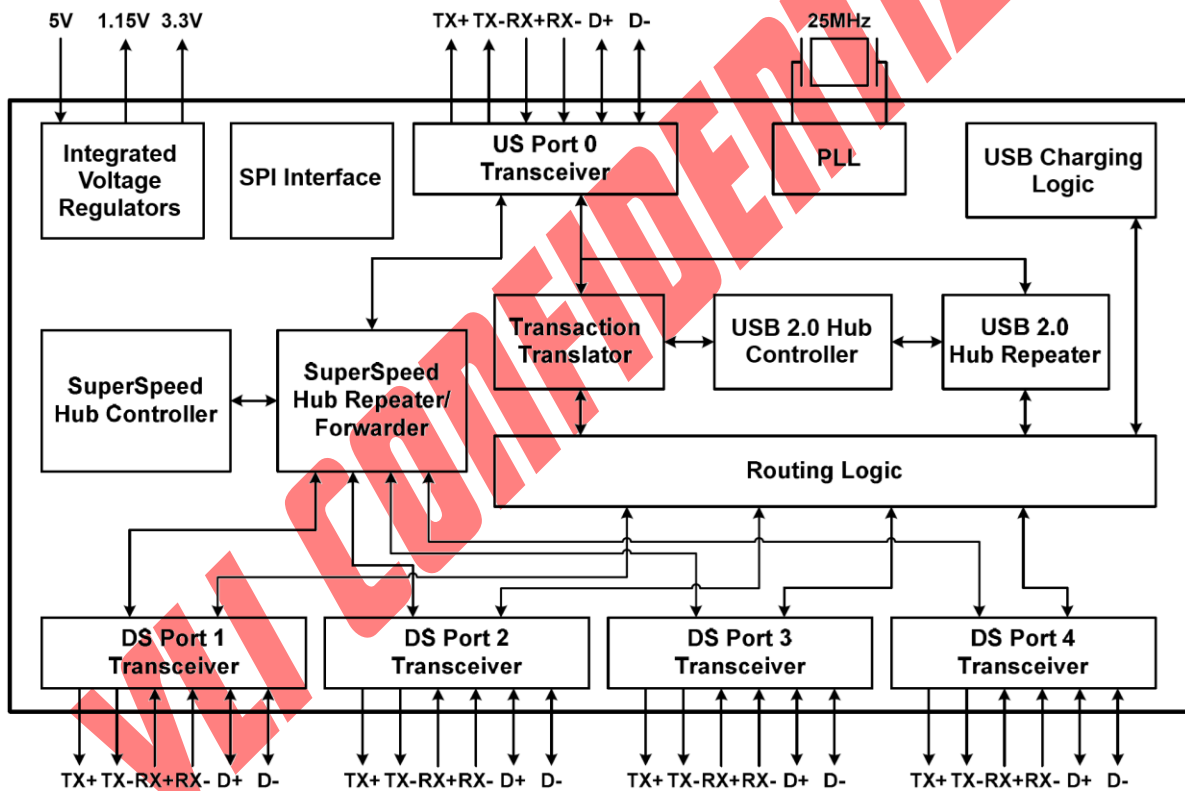 5V 1.15V 3.3V
TX+ TX- RX+ RX- D+ D-
25MHz
Integrated
Voltage
Regulators
SPI Interface
US Port 0
Transceiver
PLL
USB Charging
Logic
SuperSpeed
Hub Controller
SuperSpeed
Hub Repeater/
Forwarder
Transaction
Translator
USB 2.0 Hub
Controller
USB 2.0
Hub Repeater
Routing Logic
DS Port 1
Transceiver
DS Port 2
Transceiver
DS Port 3
Transceiver
DS Port 4
Transceiver
TX+ TX- RX+ RX- D+ D-
TX+ TX- RX+ RX- D+ D-
TX+ TX- RX+ RX- D+ D-
TX+ TX- RX+ RX- D+ D-